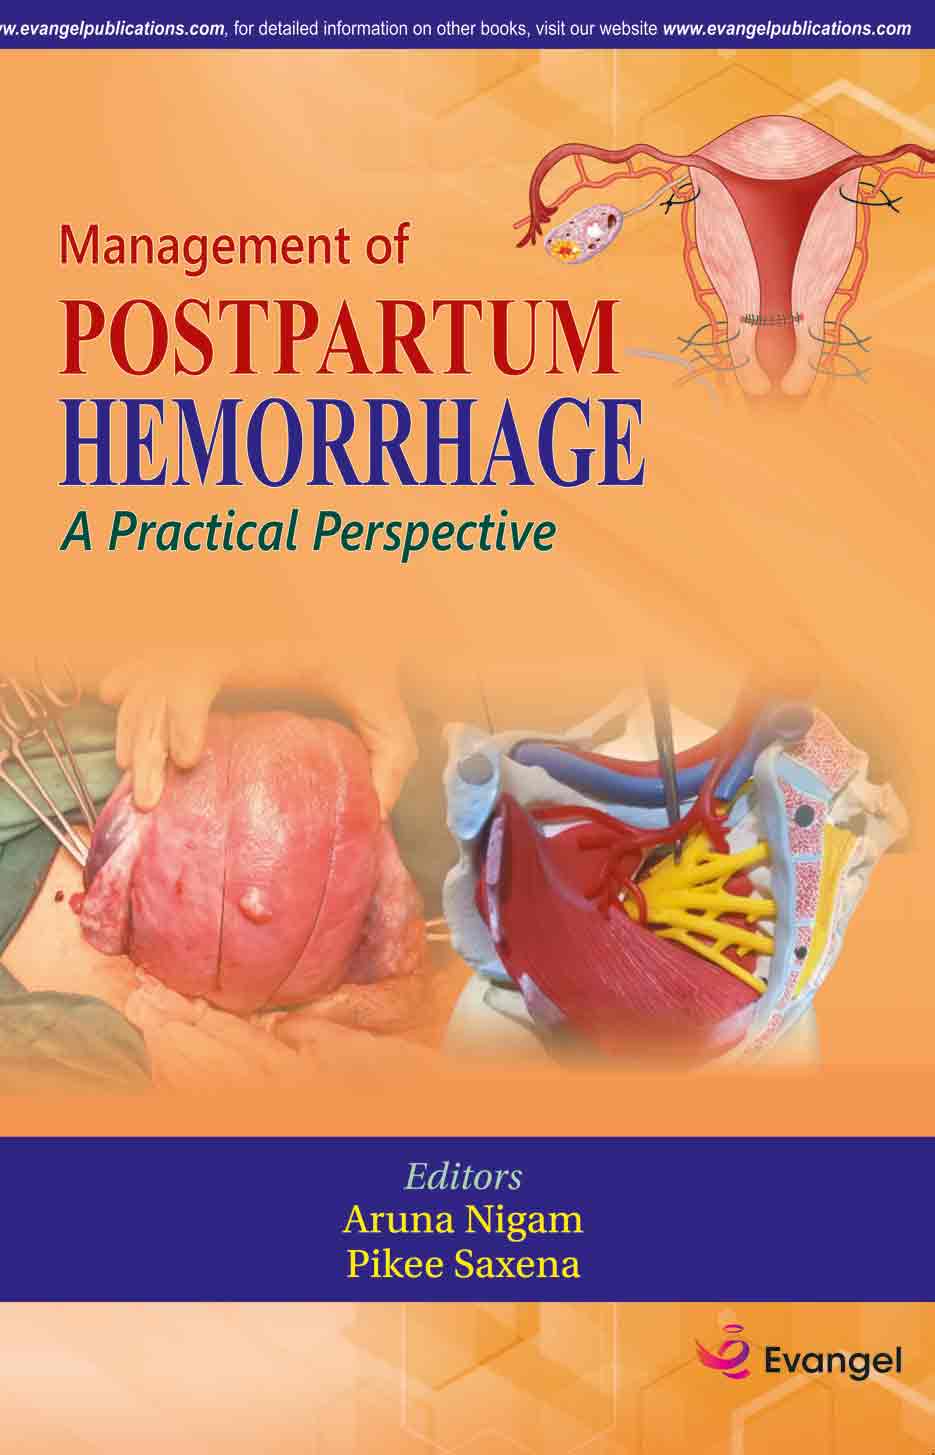 w.evangelpublications.com, for detailed information on other books, visit our website www.evangelpublications.com
Management of
POSTPARTUM
HEMORRHAGE
A Practical Perspective
Editors
Aruna Nigam
Pikee Saxena
Evangel